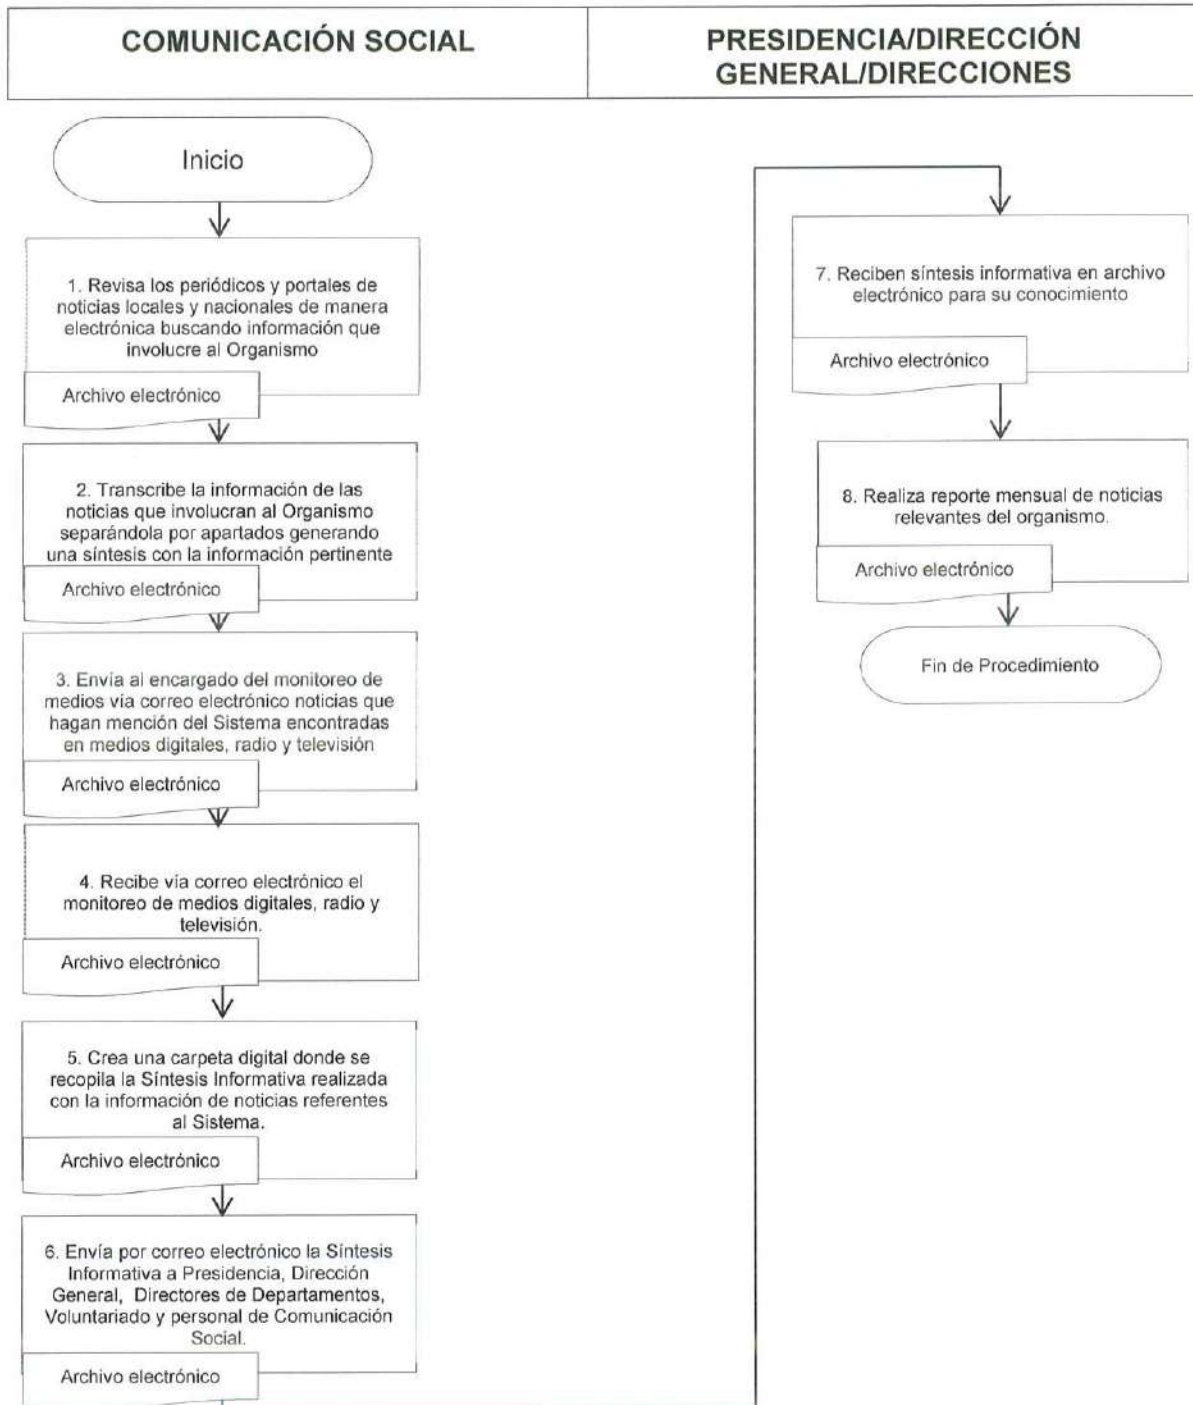 COMUNICACIÓN SOCIAL
PRESIDENCIA/DIRECCIÓN
GENERAL/DIRECCIONES
Inicio
1. Revisa los periódicos y portales de
noticias locales y nacionales de manera
electrónica buscando información que
involucre al Organismo
Archivo electrónico
2. Transcribe la información de las
noticias que involucran al Organismo
separándola por apartados generando
una síntesis con la información pertinente
Archivo electrónico
3. Envía al encargado del monitoreo de
medios vía correo electrónico noticias que
hagan mención del Sistema encontradas
en medios digitales, radio y televisión
Archivo electrónico
4. Recibe vía correo electrónico el
monitoreo de medios digitales, radio y
televisión.
Archivo electrónico
5. Crea una carpeta digital donde se
recopila la Síntesis Informativa realizada
con la información de noticias referentes
al Sistema.
Archivo electrónico
6. Envía por correo electrónico la Síntesis
Informativa a Presidencia, Dirección
General, Directores de Departamentos,
Voluntariado y personal de Comunicación
Social.
Archivo electrónico
7. Reciben síntesis informativa en archivo
electrónico para su conocimiento
Archivo electrónico
8. Realiza reporte mensual de noticias
relevantes del organismo.
Archivo electrónico
Fin de Procedimiento